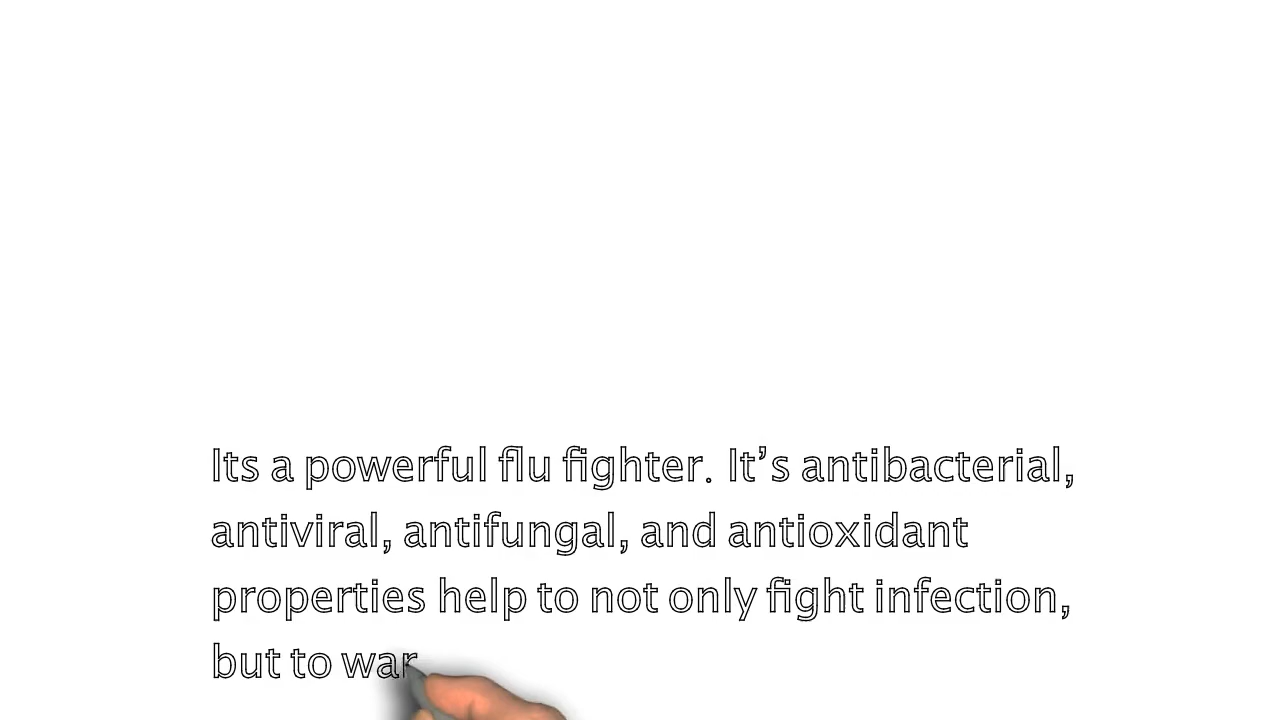 Its a powerful flu fighter. It’s antibacterial,
antiviral, antifungal, and antioxidant
properties help to not only fight infection,
but to war